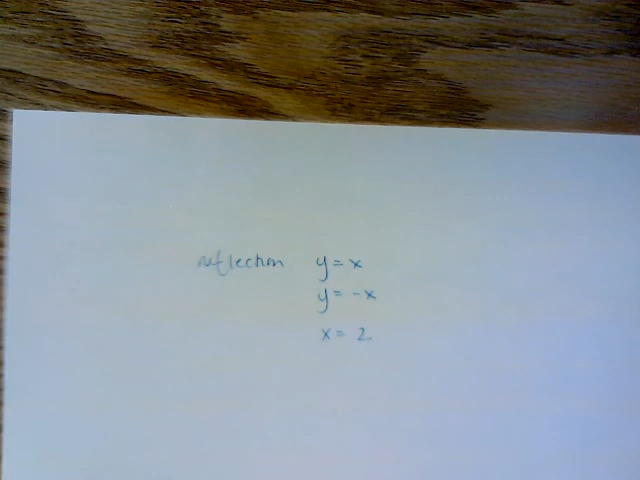 reflection y = x
y = -x
x = 2